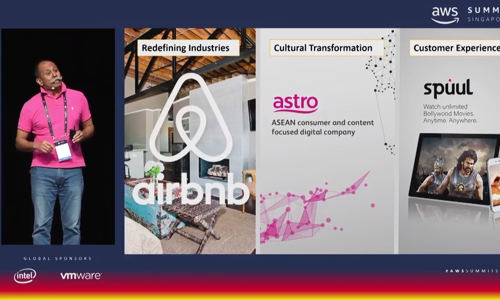 aws SUMM
SINGAPO
Redefining Industries
Cultural Transformation
Customer Experience
airbnb
astro
ASEAN consumer and content
focused digital company
spuul
Watch unlimited
Bollywood Movies.
Anytime. Anywhere.
GLOBAL SPONSORS
intel
vmware
#AWSSUMMITS